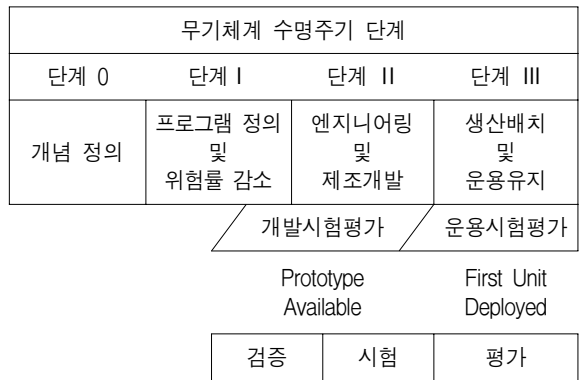 무기체계 수명주기 단계
단계 0 단계 Ⅰ 단계 Ⅱ 단계 Ⅲ
개념 정의
프로그램 정의
및
위험률 감소
엔지니어링
및
제조개발
생산배치
및
운용유지
개발시험평가 운용시험평가
Prototype
Available
First Unit
Deployed
검증 시험 평가